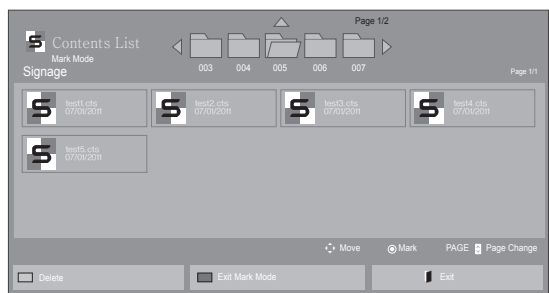 Page 1/2
Contents List
Mark Mode
Signage
003 004 005 006 007
Page 1/1
test1.cts
07/01/2011
test2.cts
07/01/2011
test3.cts
07/01/2011
test4.cts
07/01/2011
test5.cts
07/01/2011
Move Mark PAGE Page Change
Delete Exit Mark Mode Exit